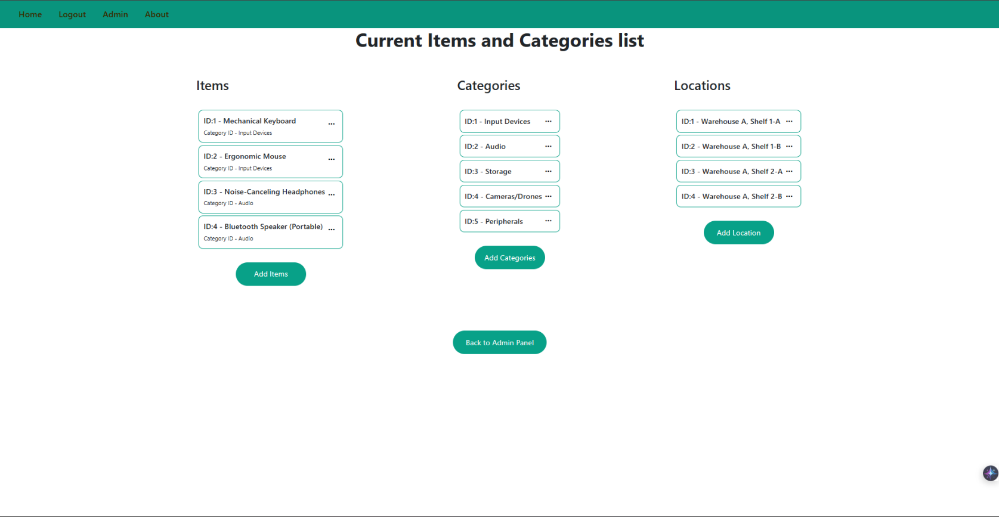 Home Logout Admin About
Current Items and Categories list
Items
ID:1 - Mechanical Keyboard ...
Category ID - Input Devices
ID:2 - Ergonomic Mouse ...
Category ID - Input Devices
ID:3 - Noise-Canceling Headphones ...
Category ID - Audio
ID:4 - Bluetooth Speaker (Portable) ...
Category ID - Audio
Add Items
Categories
ID:1 - Input Devices ...
ID:2 - Audio ...
ID:3 - Storage ...
ID:4 - Cameras/Drones ...
ID:5 - Peripherals ...
Add Categories
Locations
ID:1 - Warehouse A, Shelf 1-A ...
ID:2 - Warehouse A, Shelf 1-B ...
ID:3 - Warehouse A, Shelf 2-A ...
ID:4 - Warehouse A, Shelf 2-B ...
Add Location
Back to Admin Panel